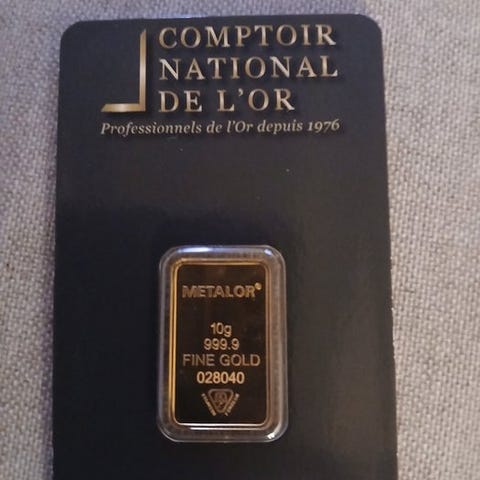 COMPTOIR
NATIONAL
DE L'OR
Professionnels de l'Or depuis 1976
METALOR®
10g
999.9
FINE GOLD
028040